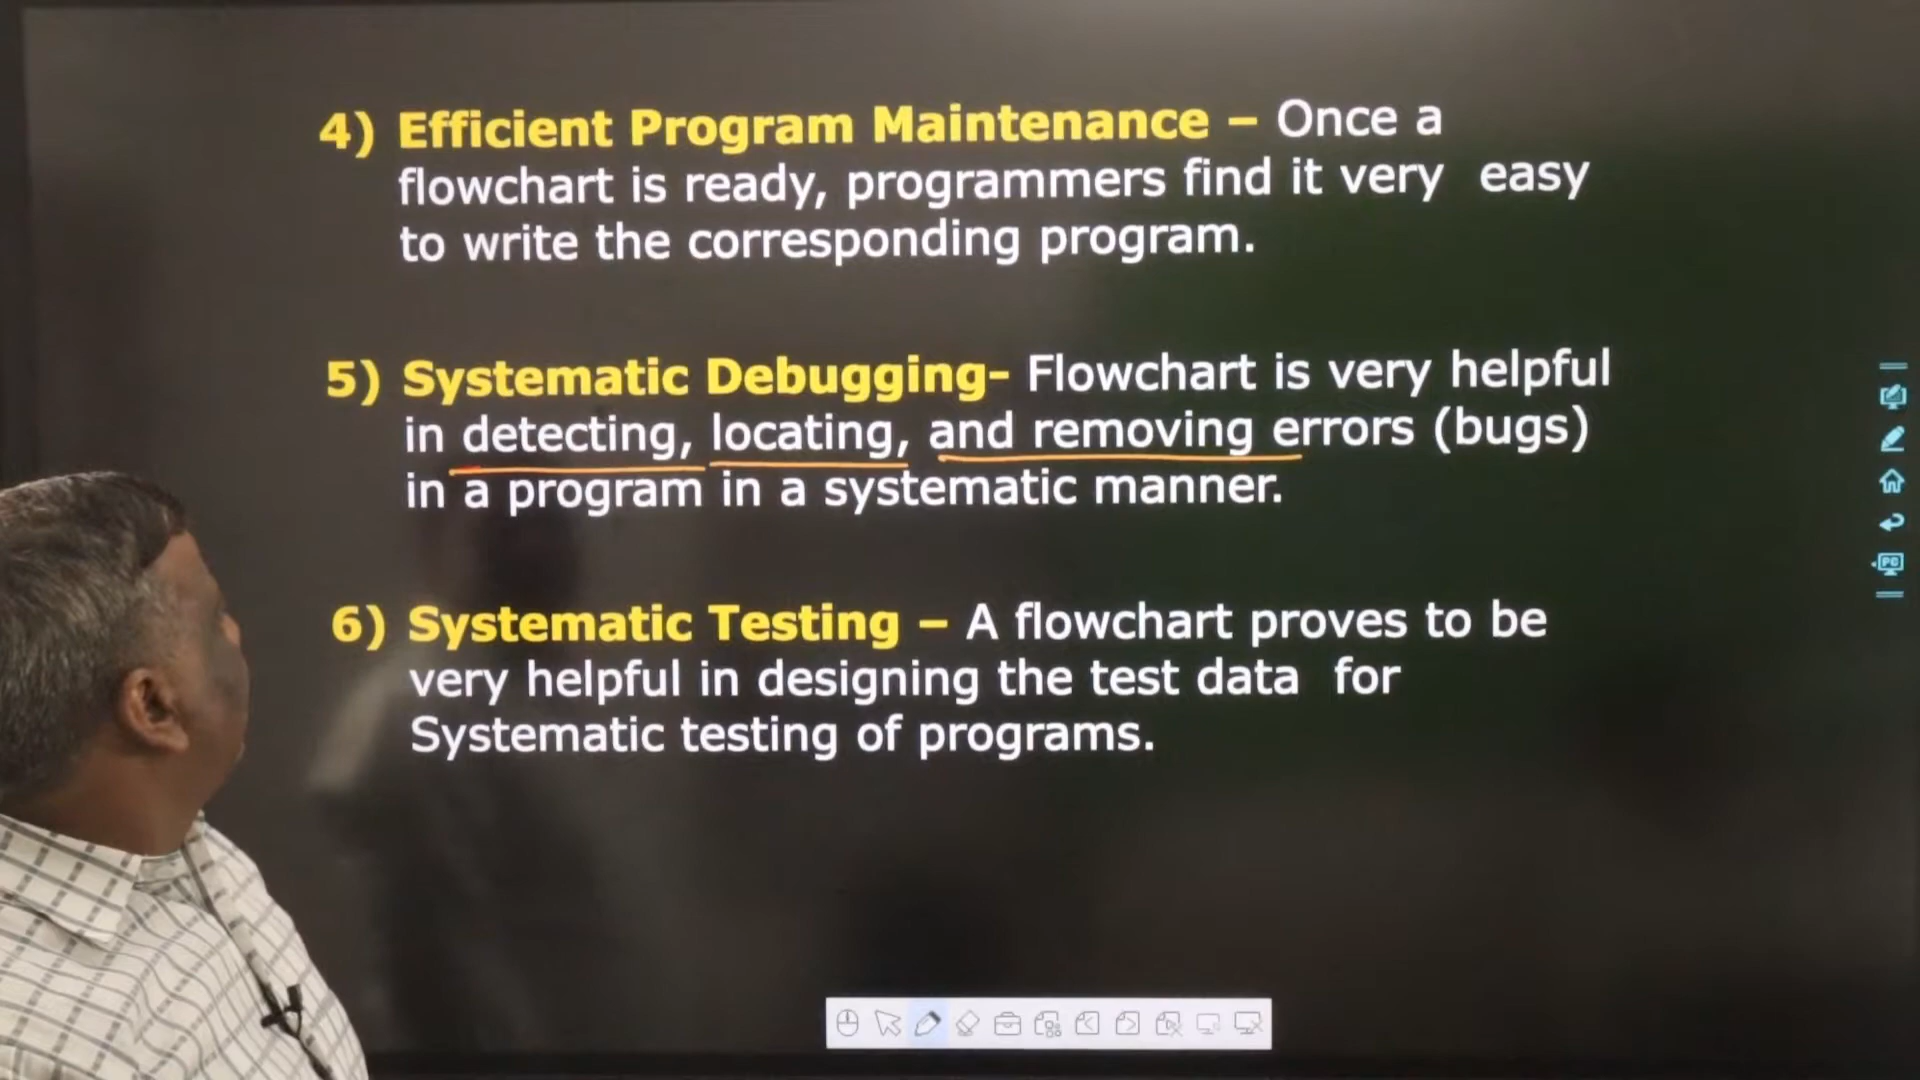 4) Efficient Program Maintenance – Once a
flowchart is ready, programmers find it very easy
to write the corresponding program.
5) Systematic Debugging- Flowchart is very helpful
in detecting, locating, and removing errors (bugs)
in a program in a systematic manner.
6) Systematic Testing – A flowchart proves to be
very helpful in designing the test data for
Systematic testing of programs.
PC